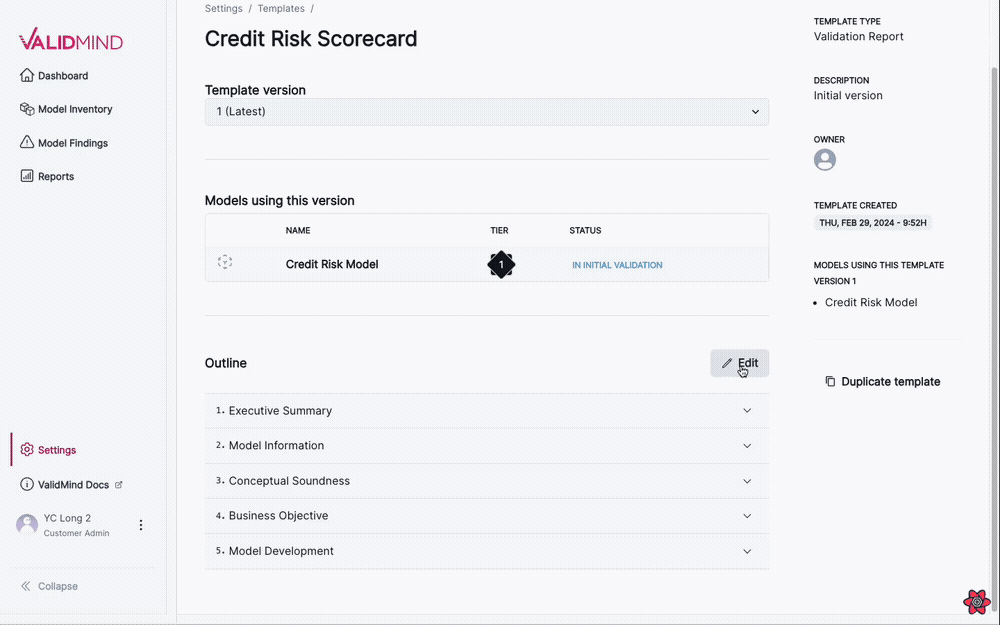 VALIDMIND
Dashboard
Model Inventory
Model Findings
Reports
Settings
ValidMind Docs
YC Long 2
Customer Admin
Collapse
Settings / Templates /
Credit Risk Scorecard
Template version
1 (Latest)
Models using this version
NAME TIER STATUS
Credit Risk Model 1 IN INITIAL VALIDATION
Outline
Edit
1. Executive Summary
2. Model Information
3. Conceptual Soundness
4. Business Objective
5. Model Development
TEMPLATE TYPE
Validation Report
DESCRIPTION
Initial version
OWNER
TEMPLATE CREATED
THU, FEB 29, 2024 - 9:52H
MODELS USING THIS TEMPLATE
VERSION 1
• Credit Risk Model
Duplicate template